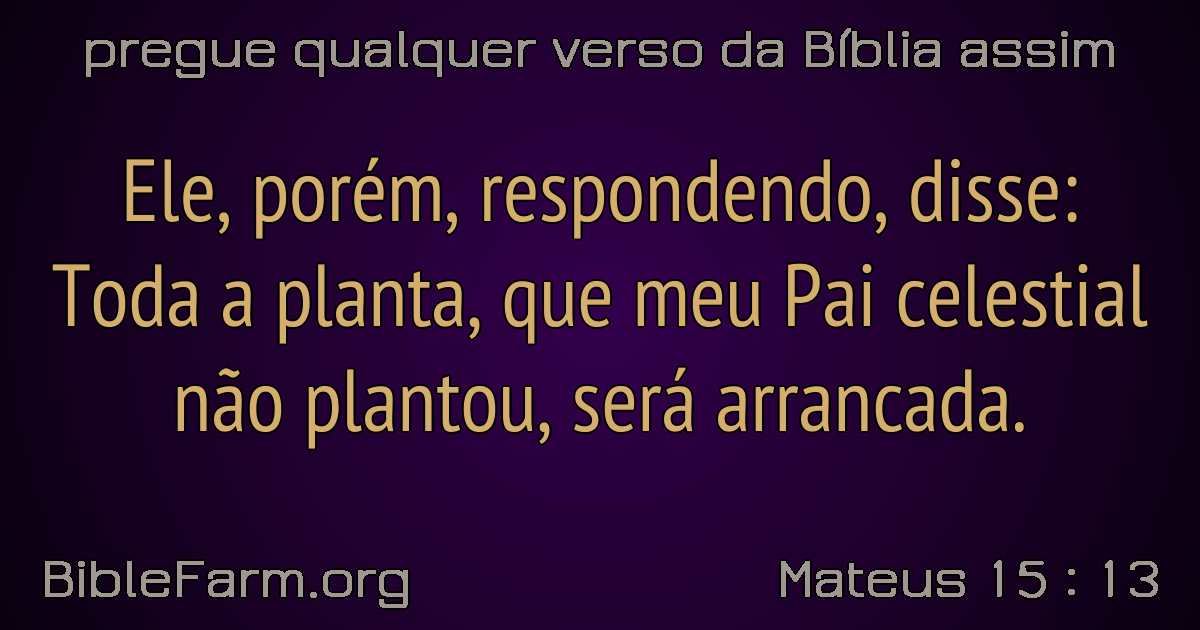 pregue qualquer verso da Bíblia assim
Ele, porém, respondendo, disse:
Toda a planta, que meu Pai celestial
não plantou, será arrancada.
BibleFarm.org
Mateus 15 : 13